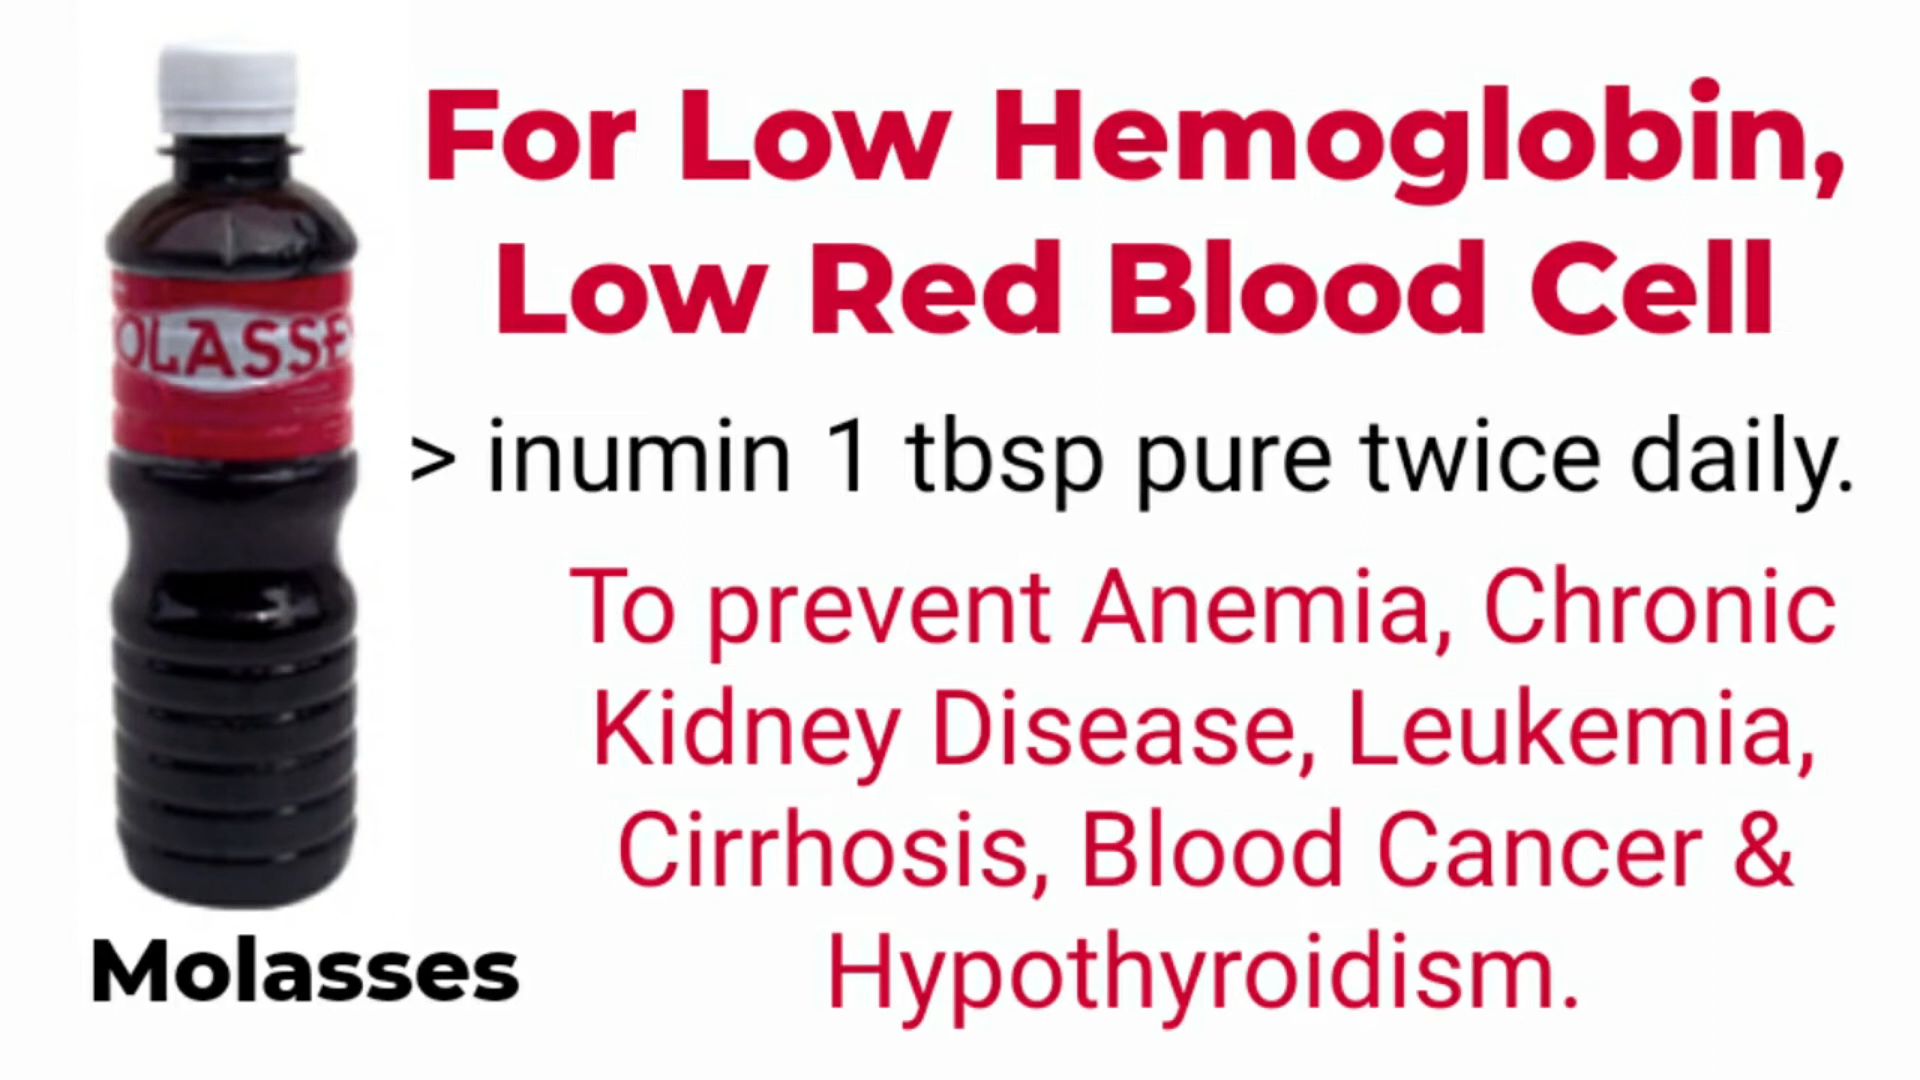 For Low Hemoglobin,
Low Red Blood Cell
OLASSE
> inumin 1 tbsp pure twice daily.
To prevent Anemia, Chronic
Kidney Disease, Leukemia,
Cirrhosis, Blood Cancer &
Hypothyroidism.
Molasses